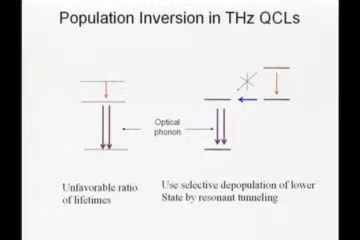 Population Inversion in THz QCLs
Optical
phonon
Unfavorable ratio
of lifetimes
Use selective depopulation of lower
State by resonant tunneling